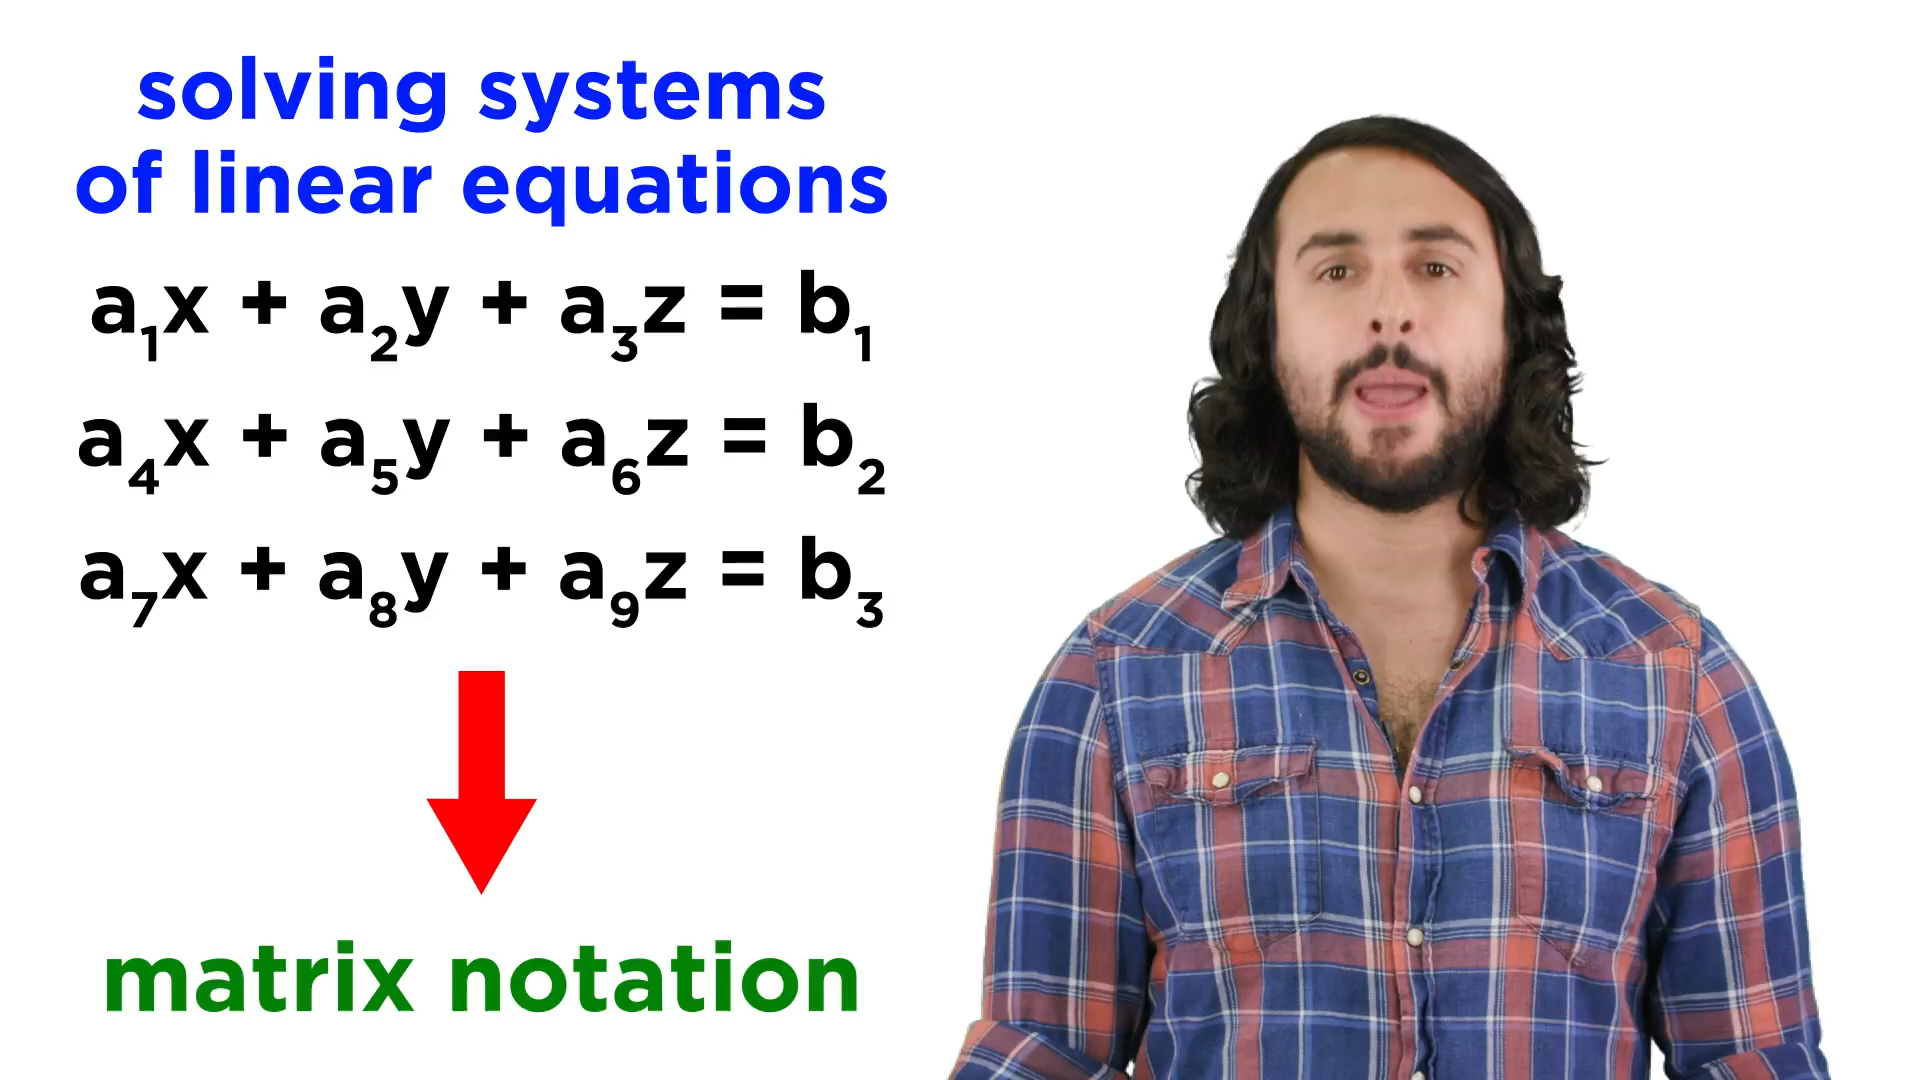 solving systems
of linear equations
a₁x + a₂y + a₃z = b₁
a₄x + a₅y + a₆z = b₂
a₇x + a₈y + a₉z = b₃
matrix notation